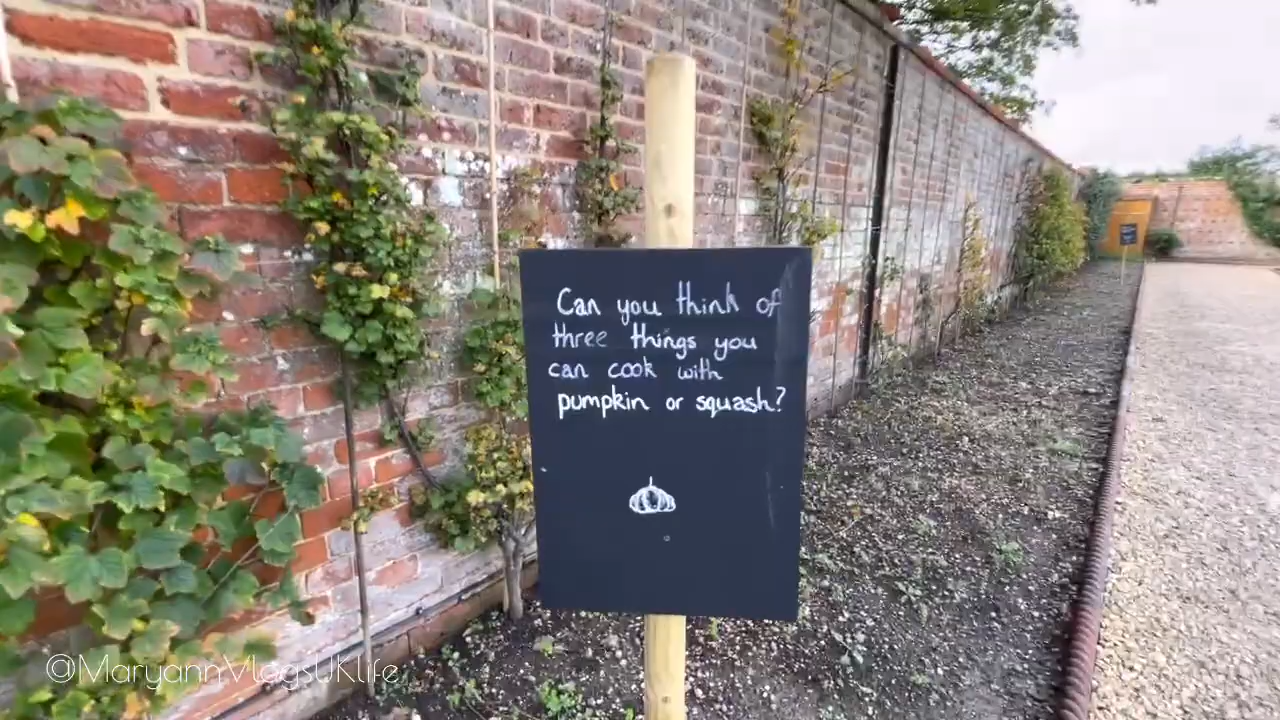 Can you think of
three things you
can cook with
pumpkin or squash?
©MaryannVlogsUKlife